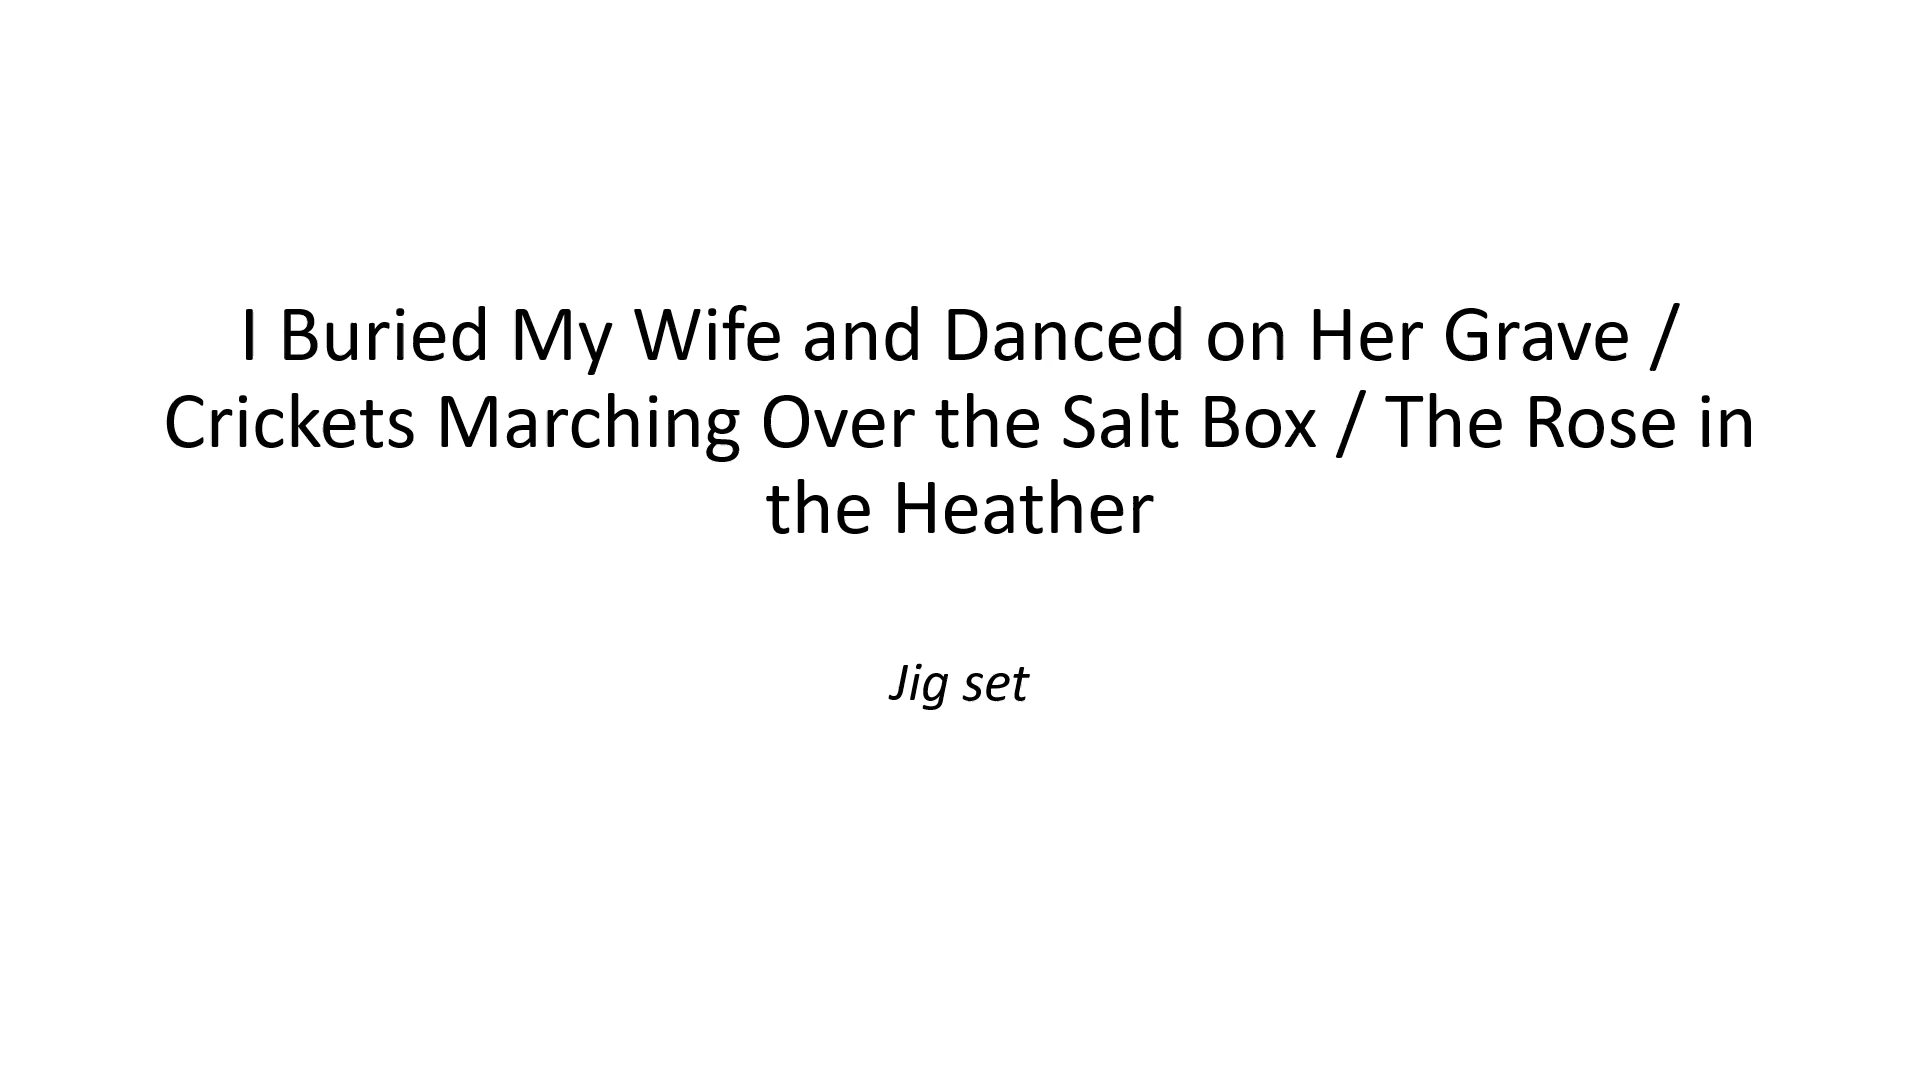 I Buried My Wife and Danced on Her Grave /
Crickets Marching Over the Salt Box / The Rose in
the Heather
Jig set